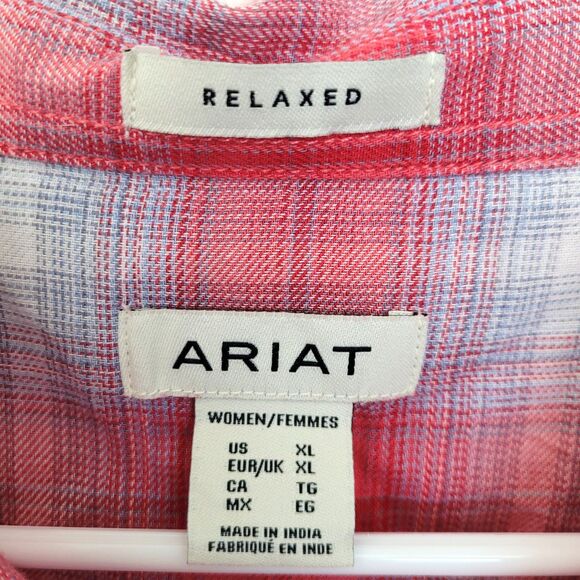 RELAXED
ARIAT
WOMEN/FEMMES
US XL
EUR/UK XL
CA TG
MX EG
MADE IN INDIA
FABRIQUÉ EN INDE